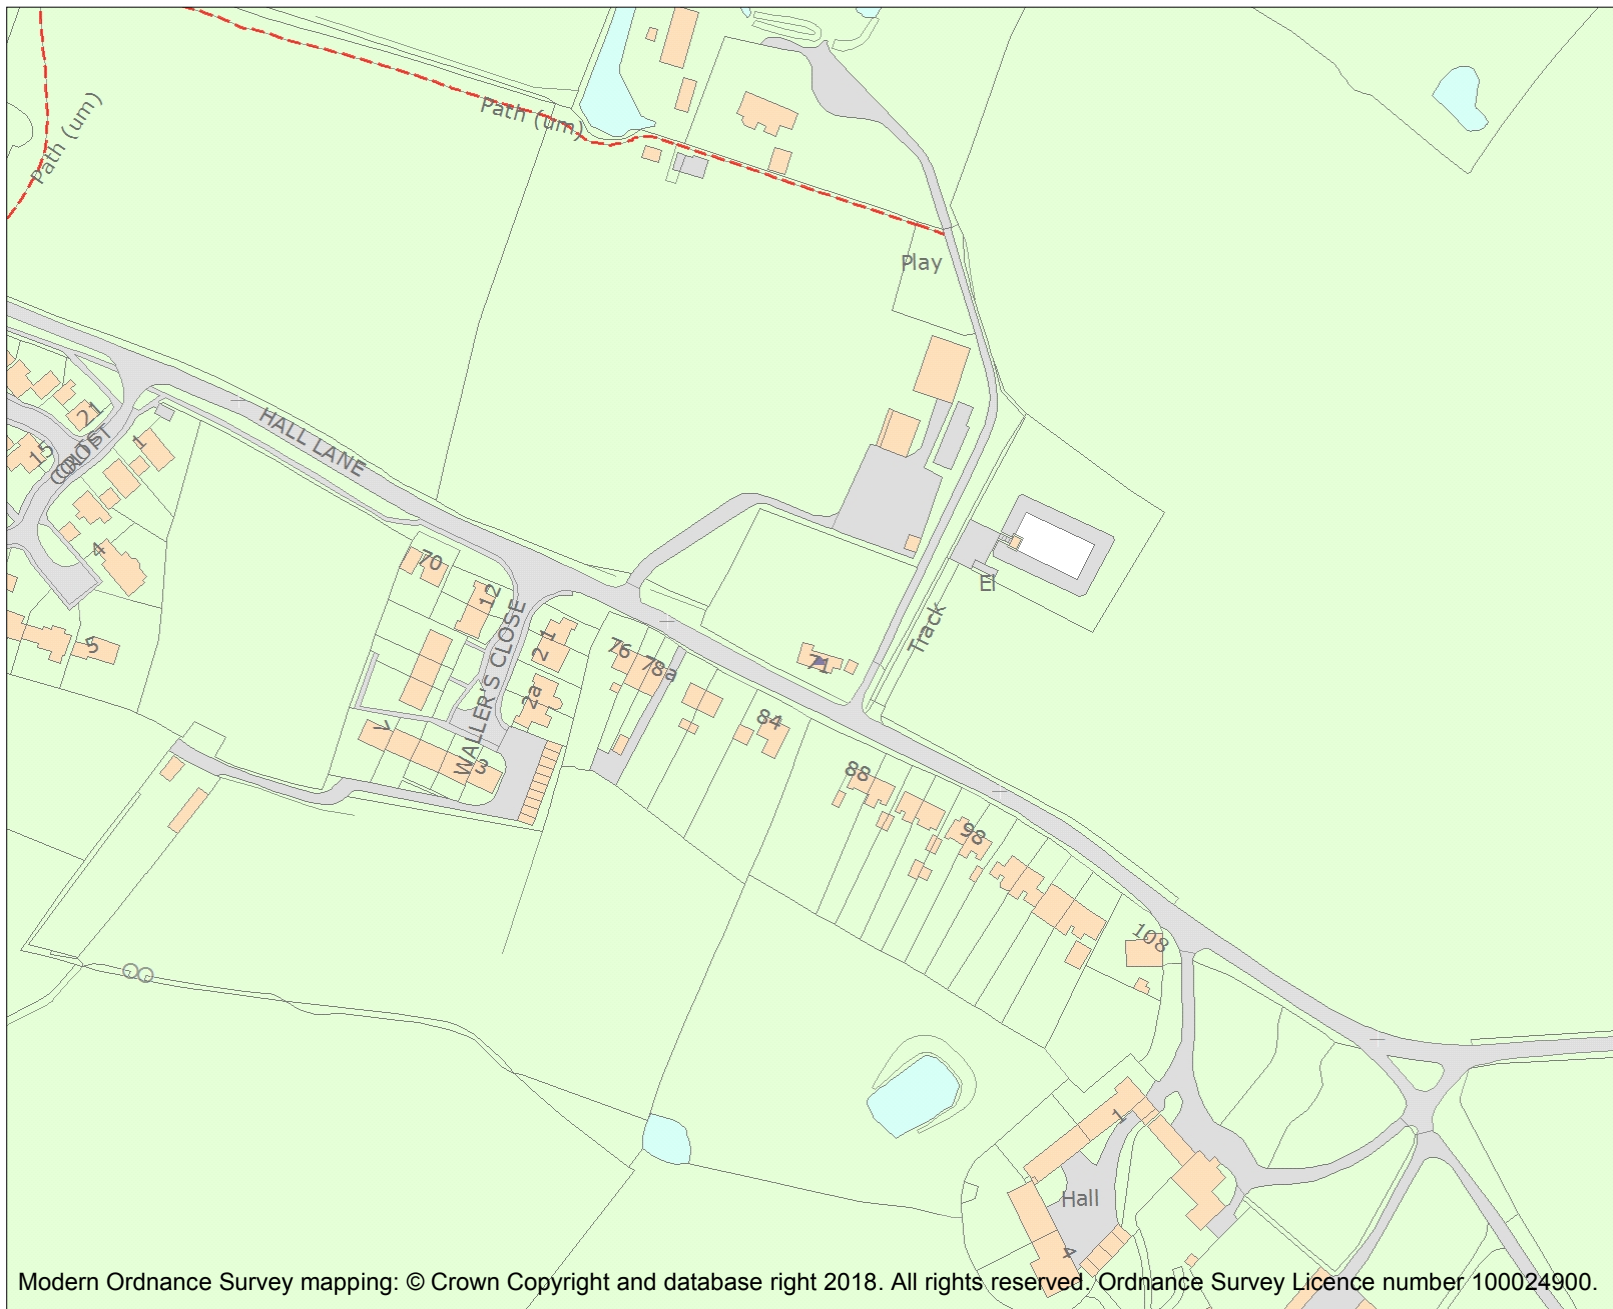 Path (um)
Path (um)
Play
HALL LANE
21
15
1
4
5
70
12
1
2
2a
WALLER'S CLOSE
3
76
78a
84
71
Track
El
88
98
108
1
Hall
4
Modern Ordnance Survey mapping: © Crown Copyright and database right 2018. All rights reserved. Ordnance Survey Licence number 100024900.